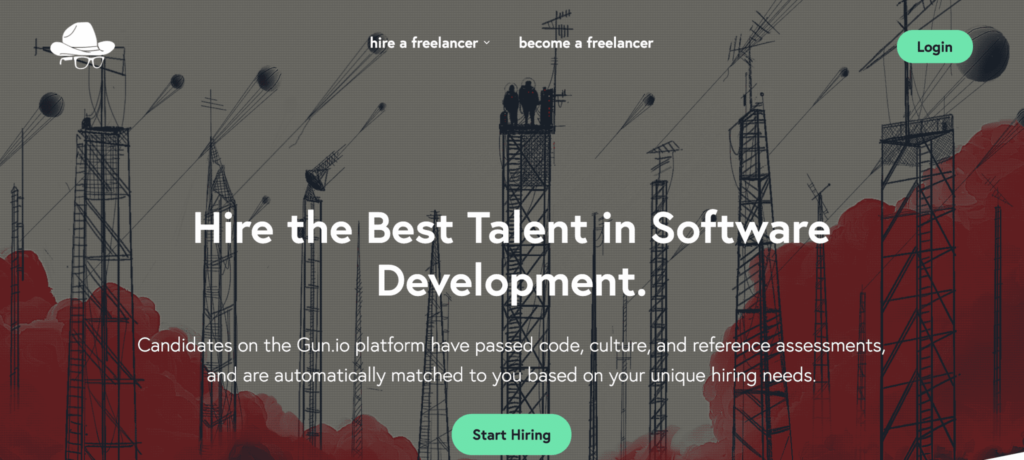 hire a freelancer
become a freelancer
Login
Hire the Best Talent in Software
Development.
Candidates on the Gun.io platform have passed code, culture, and reference assessments,
and are automatically matched to you based on your unique hiring needs.
Start Hiring